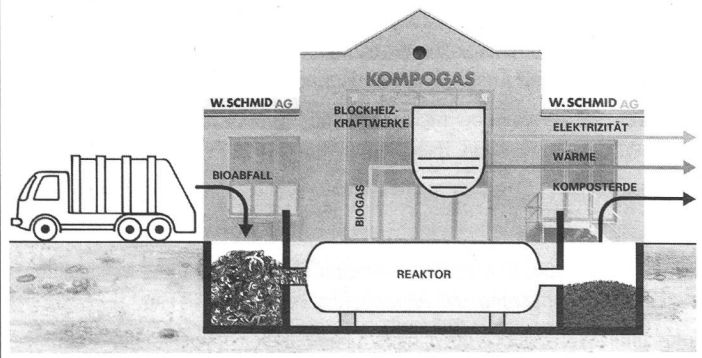 KOMPOGAS
W. SCHMID AG
W. SCHMID AG
BLOCKHEIZ-
KRAFTWERKE
ELEKTRIZITÄT
WÄRME
BIOABFALL
KOMPOSTERDE
BIOGAS
REAKTOR